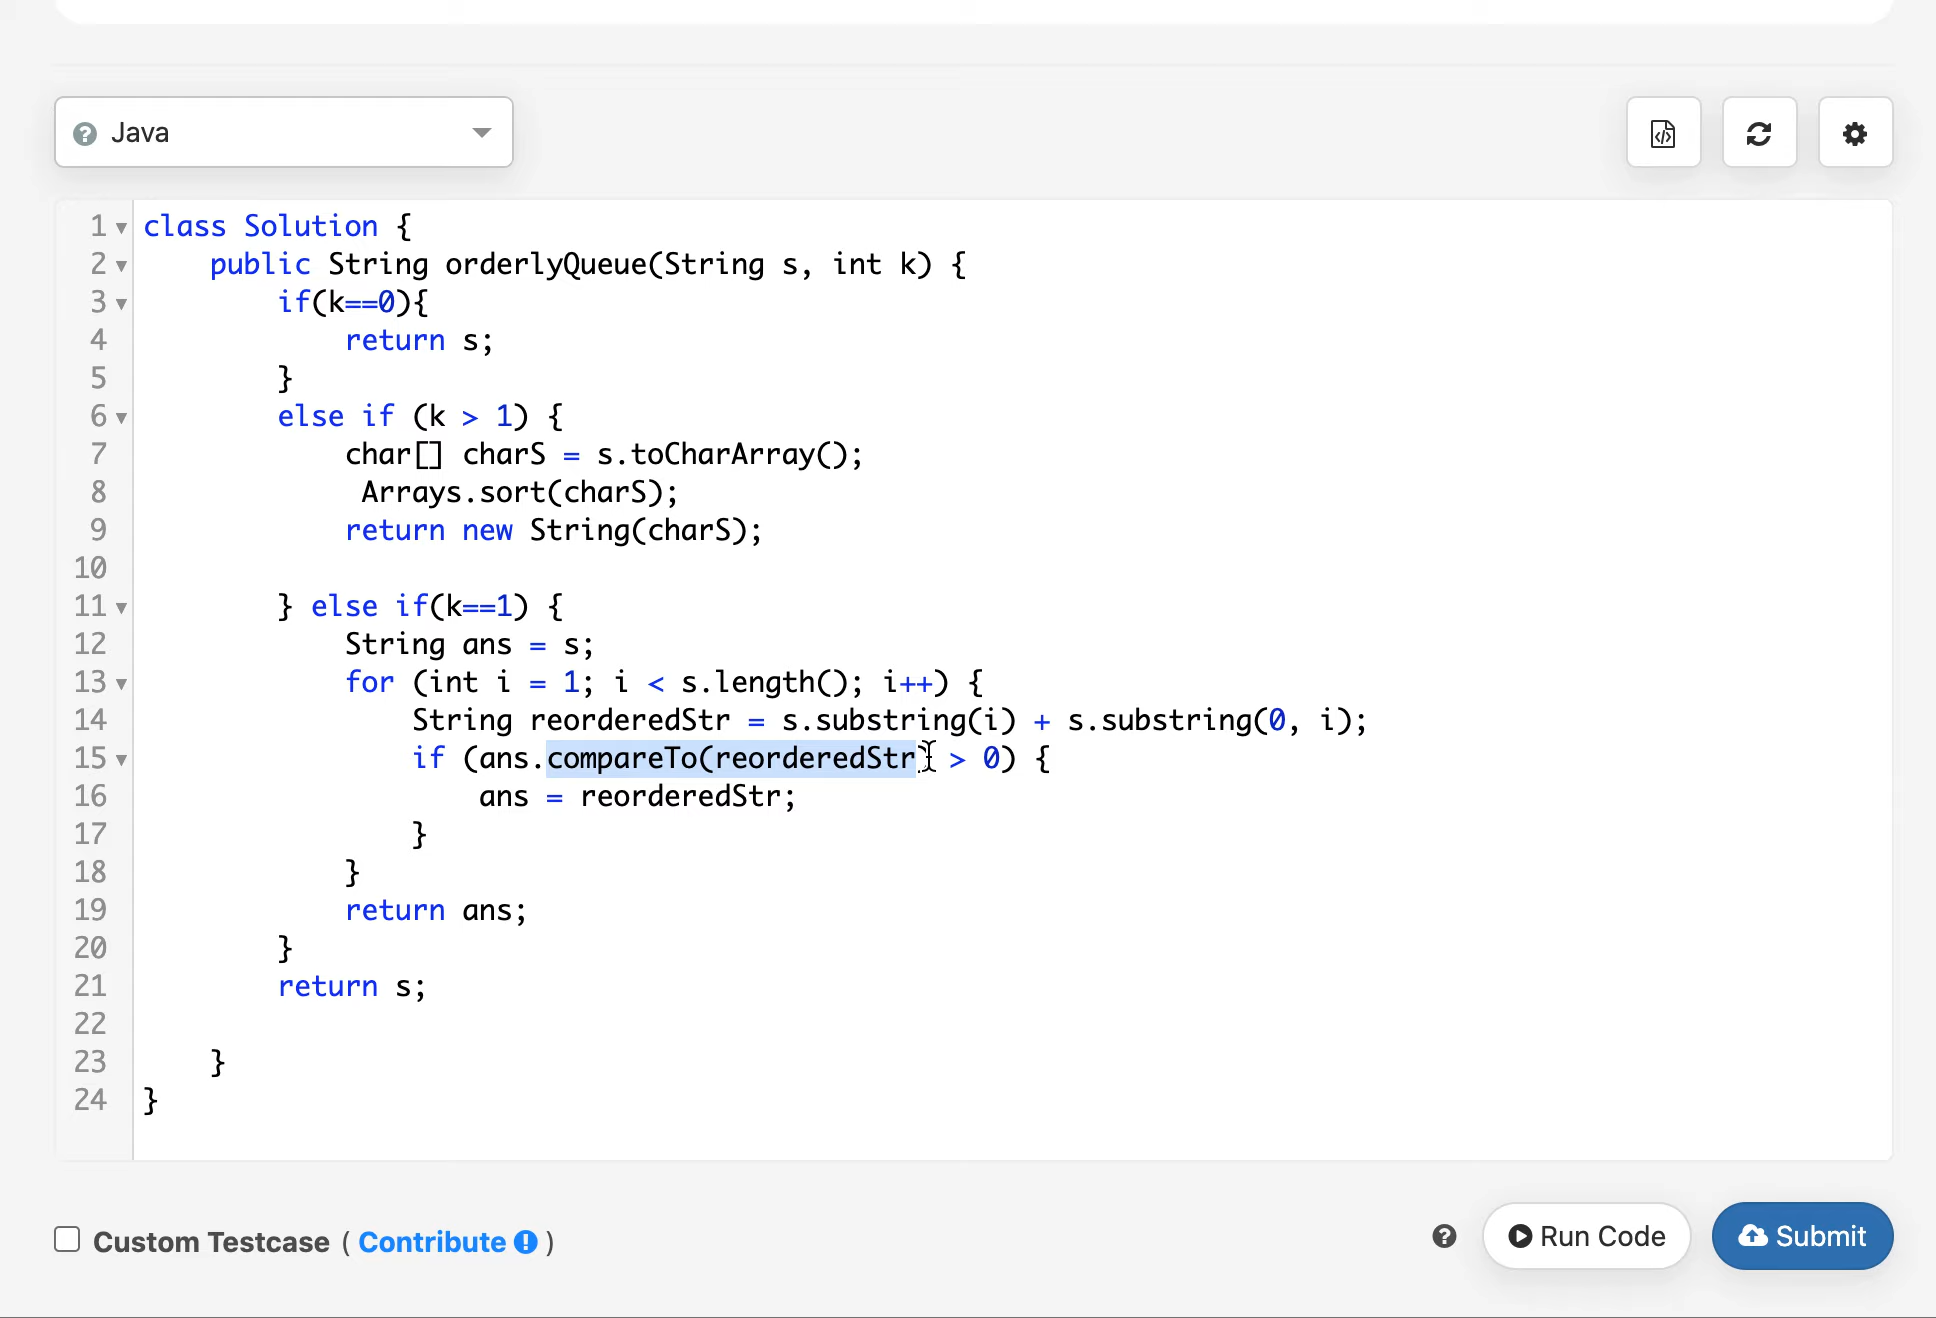 Java
1 class Solution {
2 public String orderlyQueue(String s, int k) {
3 if(k==0){
4 return s;
5 }
6 else if (k > 1) {
7 char[] charS = s.toCharArray();
8 Arrays.sort(charS);
9 return new String(charS);
10
11 } else if(k==1) {
12 String ans = s;
13 for (int i = 1; i < s.length(); i++) {
14 String reorderedStr = s.substring(i) + s.substring(0, i);
15 if (ans.compareTo(reorderedStr) > 0) {
16 ans = reorderedStr;
17 }
18 }
19 return ans;
20 }
21 return s;
22
23 }
24 }
Custom Testcase ( Contribute ) Run Code Submit